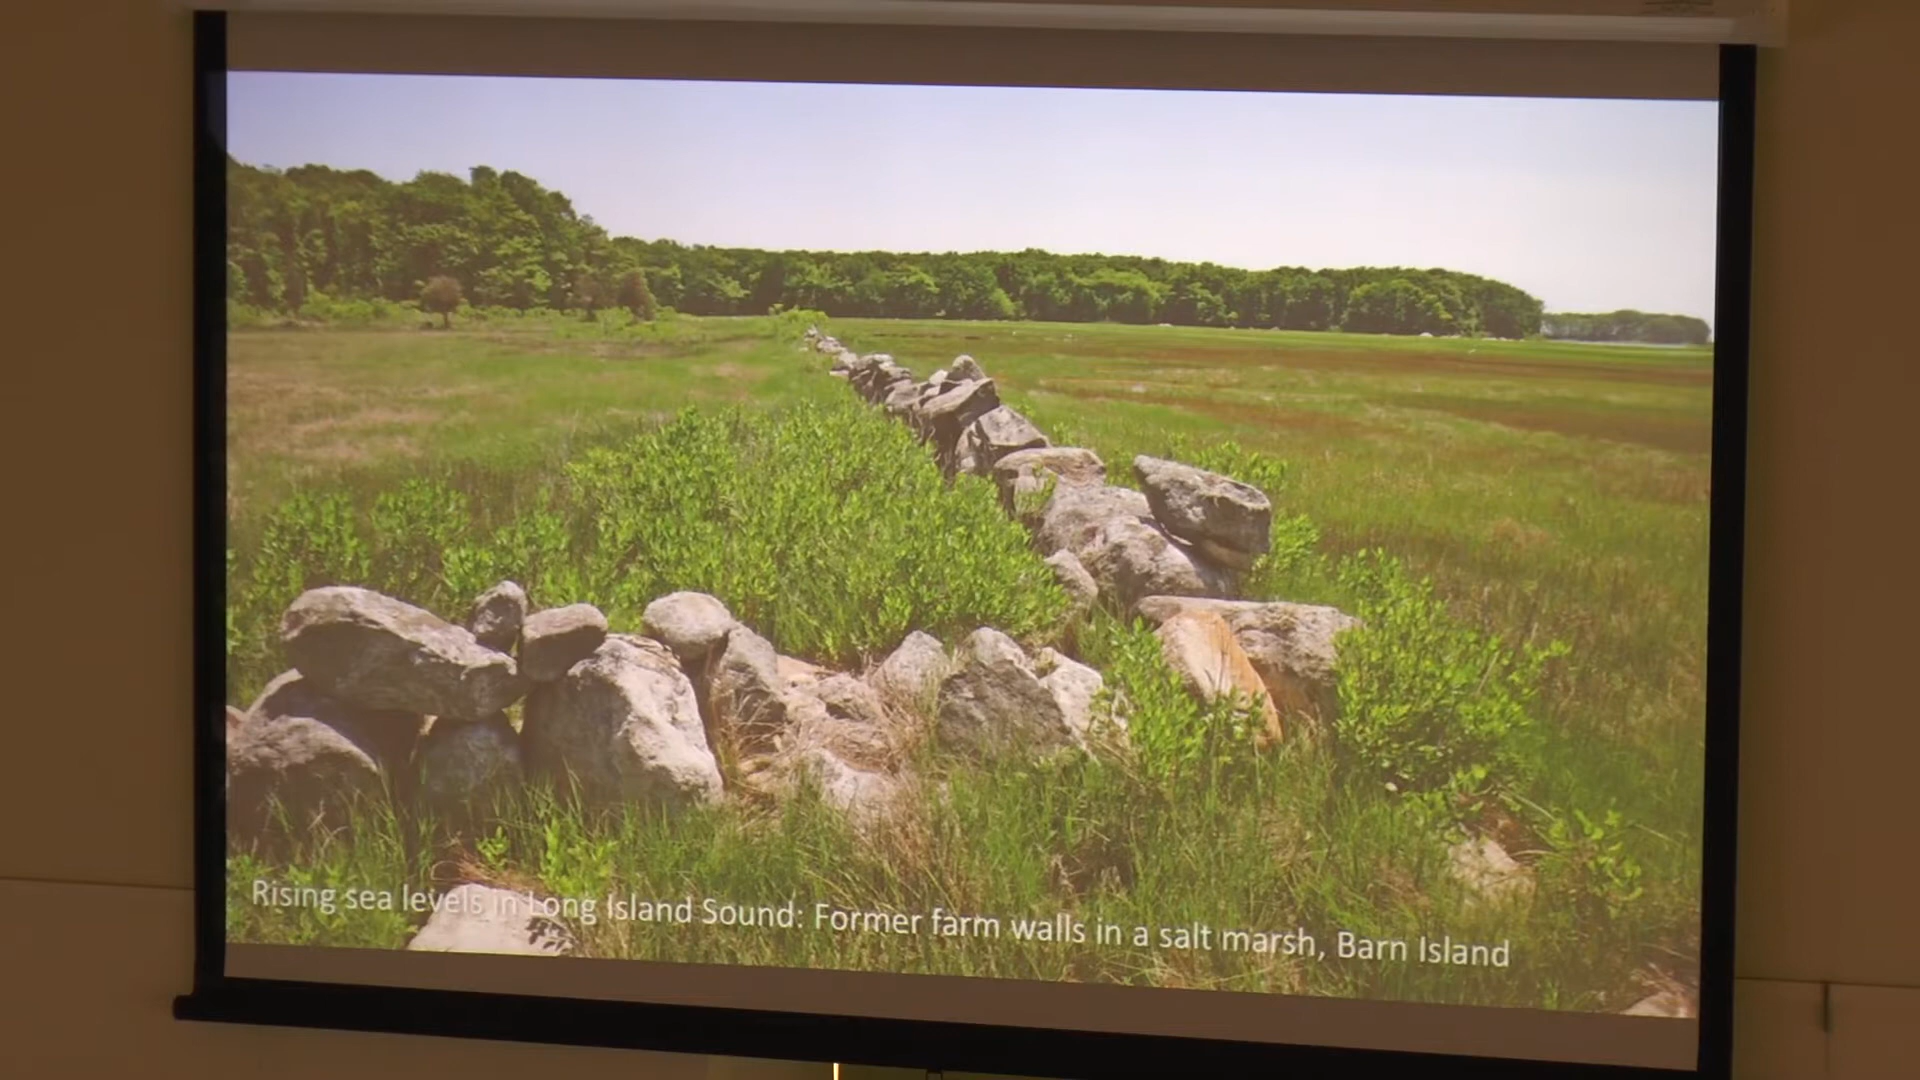 Rising sea levels in Long Island Sound: Former farm walls in a salt marsh, Barn Island